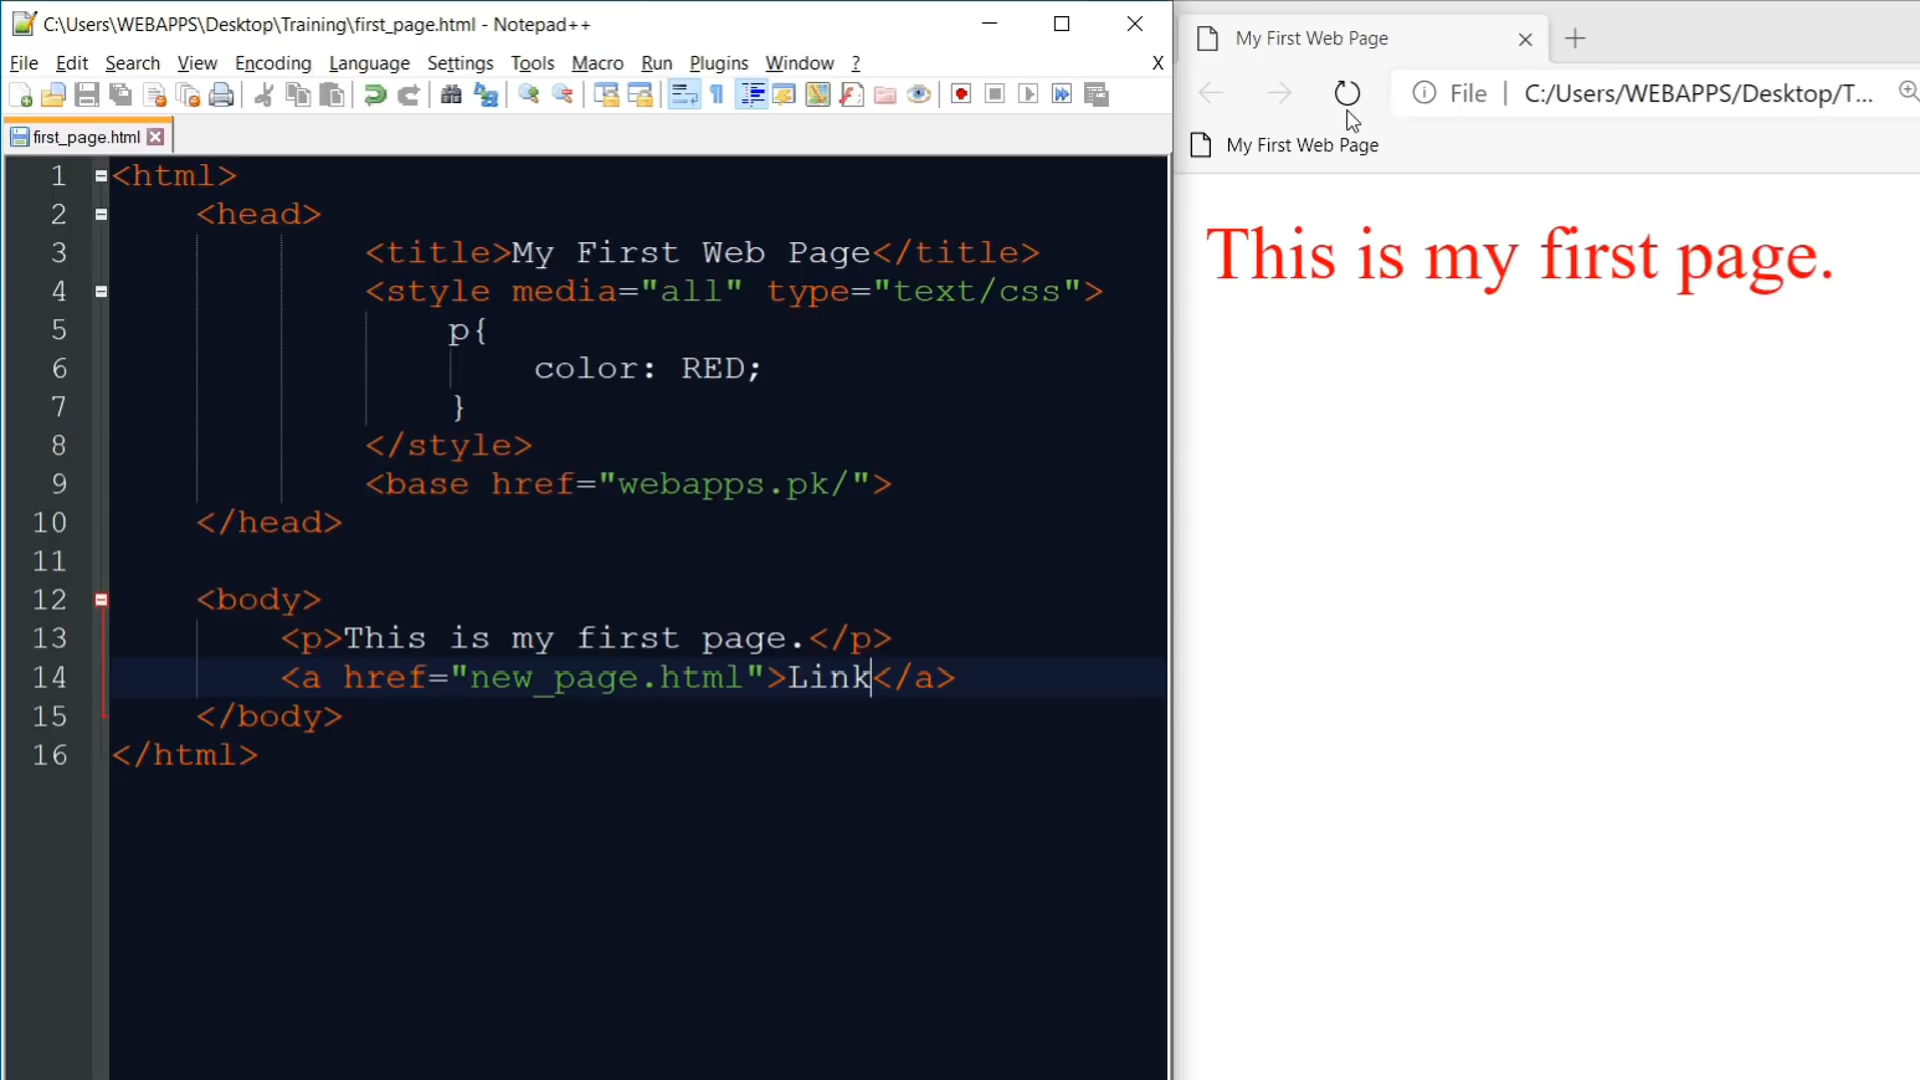 C:\Users\WEBAPPS\Desktop\Training\first_page.html - Notepad++
File Edit Search View Encoding Language Settings Tools Macro Run Plugins Window ? X
first_page.html
1 <html>
2 <head>
3 <title>My First Web Page</title>
4 <style media="all" type="text/css">
5 p{
6 color: RED;
7 }
8 </style>
9 <base href="webapps.pk/">
10 </head>
11
12 <body>
13 <p>This is my first page.</p>
14 <a href="new_page.html">Link</a>
15 </body>
16 </html>
My First Web Page
File | C:/Users/WEBAPPS/Desktop/T...
My First Web Page
This is my first page.